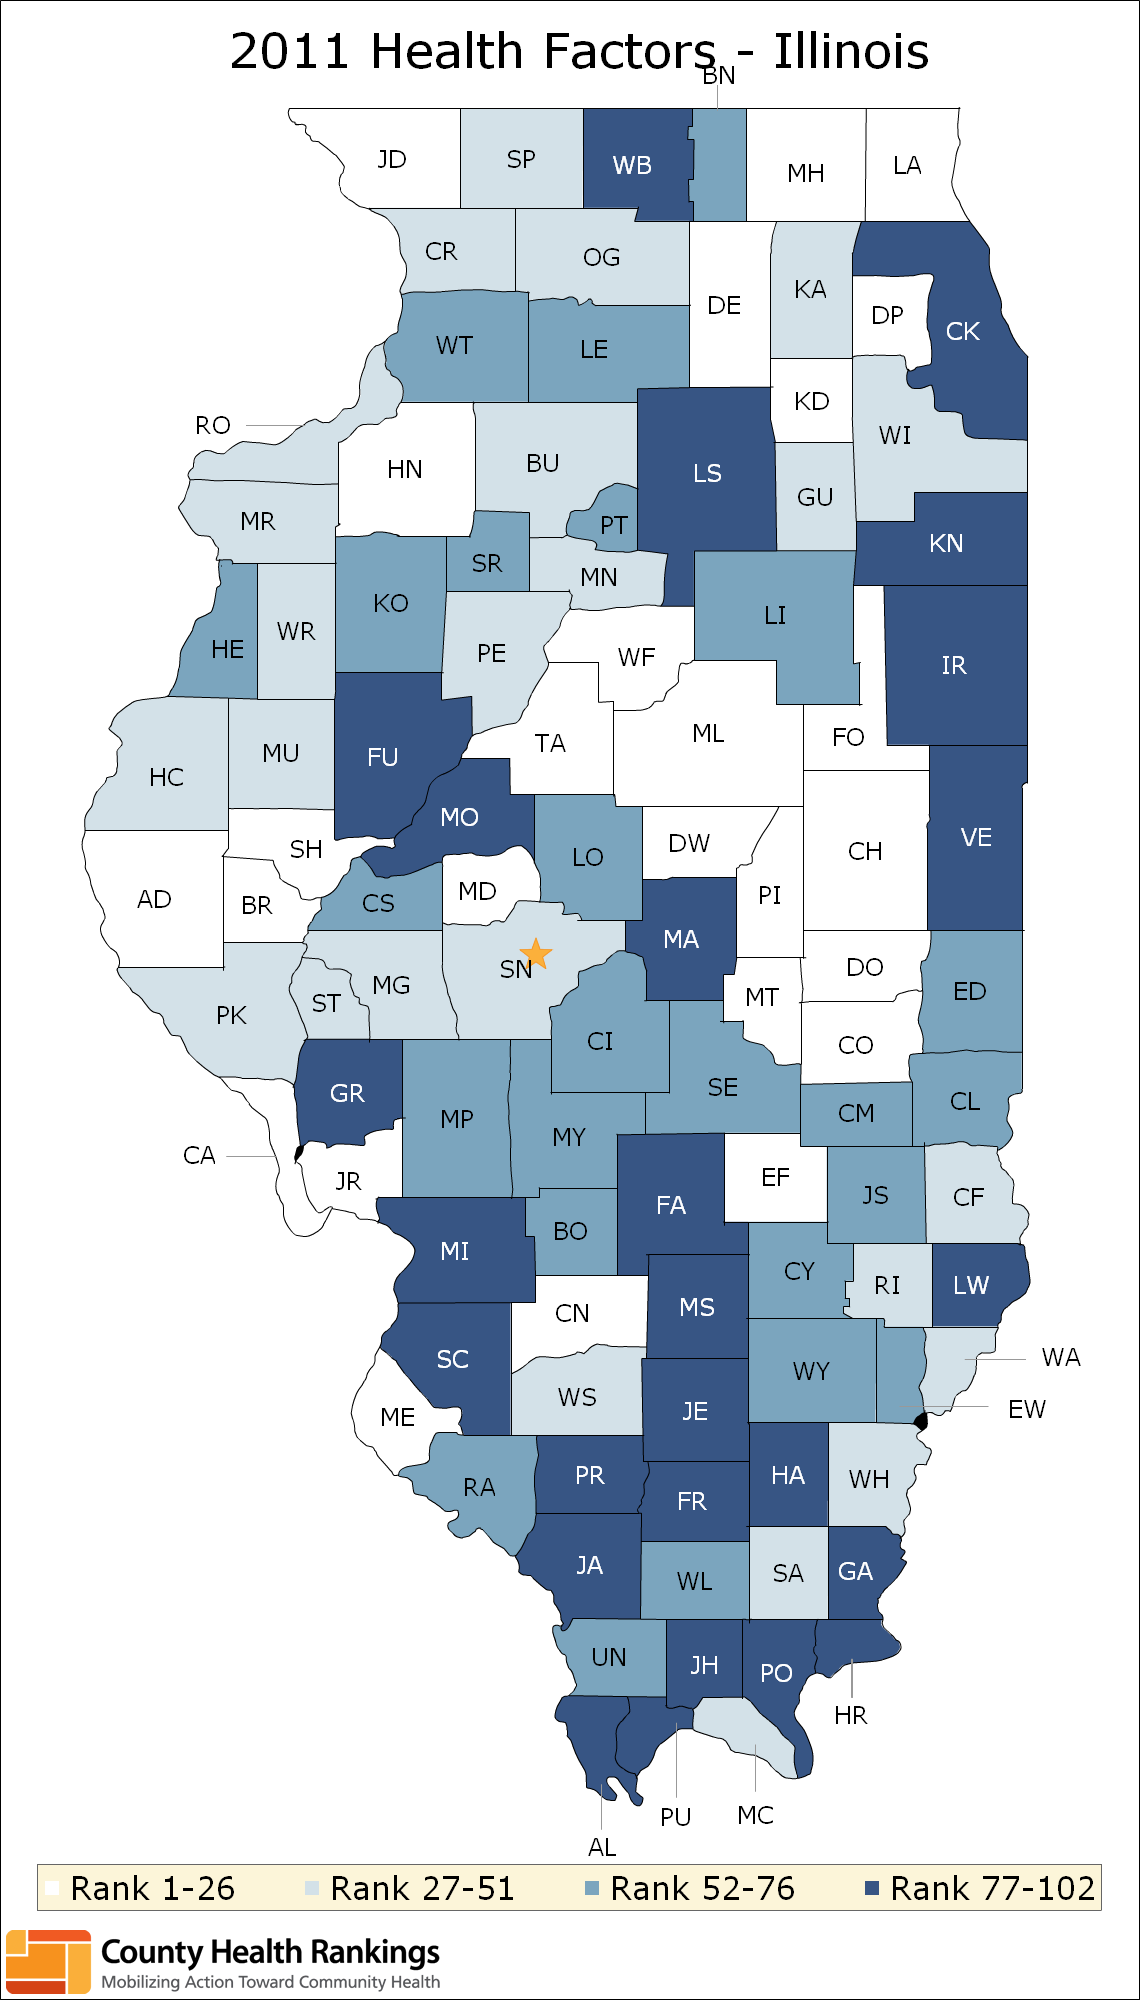 2011 Health Factors - Illinois
BN
JD
SP
WB
MH
LA
CR
OG
DE
KA
DP
CK
WT
LE
KD
RO
HN
BU
LS
WI
MR
PT
GU
KN
SR
MN
KO
HE
WR
PE
WF
LI
IR
HC
MU
FU
TA
ML
FO
MO
SH
LO
DW
CH
VE
AD
BR
CS
MD
PI
MA
SN
DO
PK
ST
MG
MT
ED
CI
CO
GR
MP
SE
CM
CL
MY
CA
JR
EF
FA
JS
CF
BO
MI
CY
RI
LW
CN
MS
SC
WY
WA
WS
JE
EW
ME
RA
PR
FR
HA
WH
JA
WL
SA
GA
UN
JH
PO
HR
PU
MC
AL
Rank 1-26
Rank 27-51
Rank 52-76
Rank 77-102
County Health Rankings
Mobilizing Action Toward Community Health